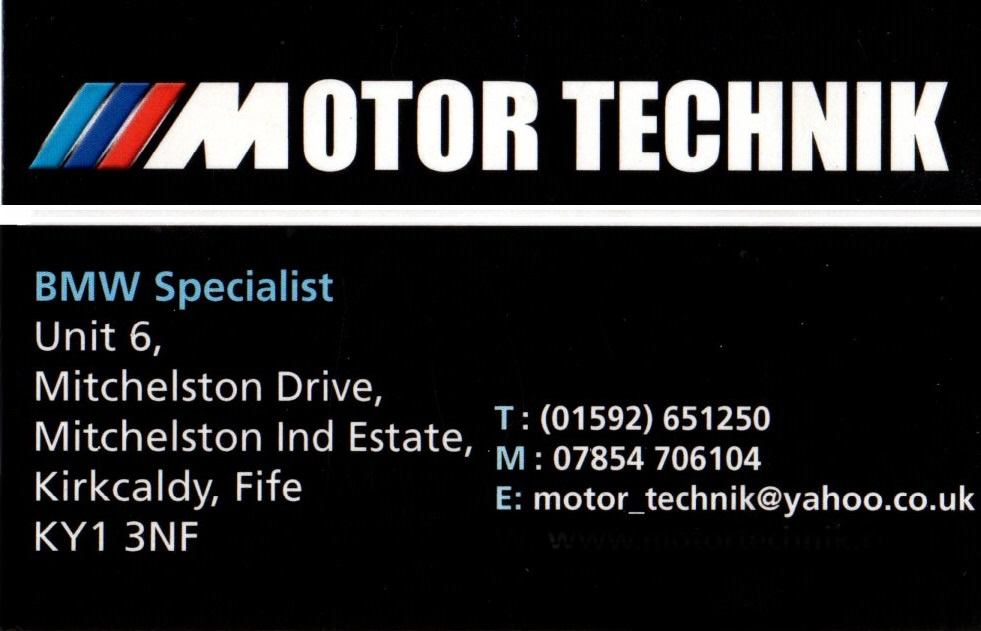 MOTOR TECHNIK
BMW Specialist
Unit 6,
Mitchelston Drive,
Mitchelston Ind Estate,
Kirkcaldy, Fife
KY1 3NF
T : (01592) 651250
M : 07854 706104
E: motor_technik@yahoo.co.uk